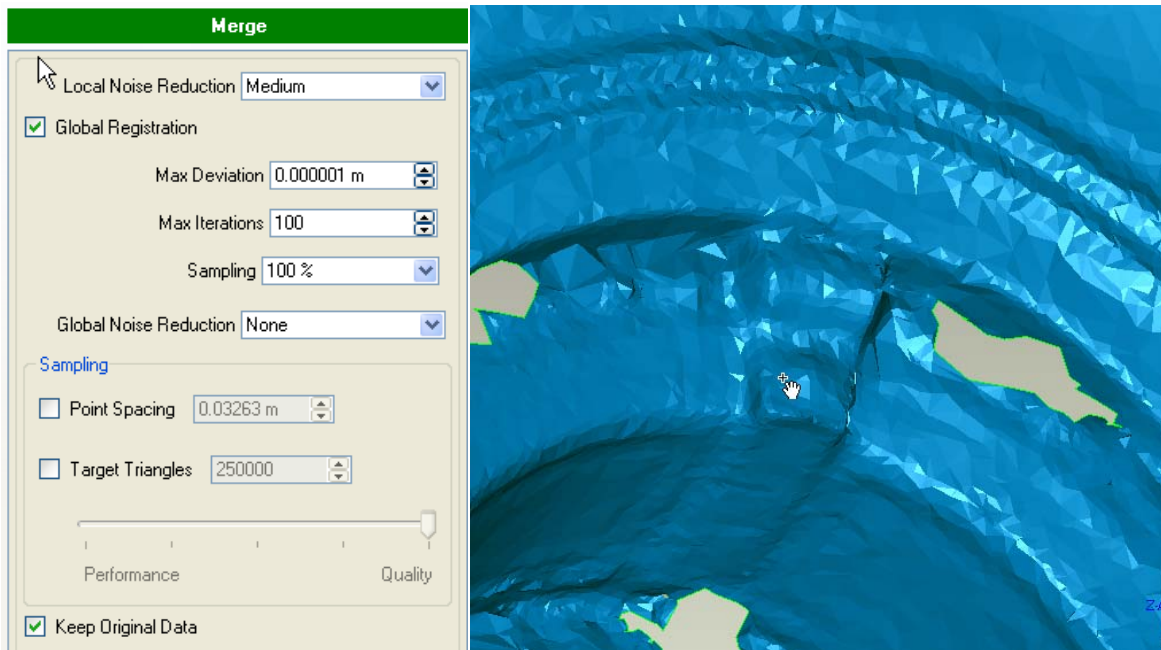 Merge
Local Noise Reduction Medium
Global Registration
Max Deviation 0.000001 m
Max Iterations 100
Sampling 100 %
Global Noise Reduction None
Sampling
Point Spacing 0.03263 m
Target Triangles 250000
Performance Quality
Keep Original Data